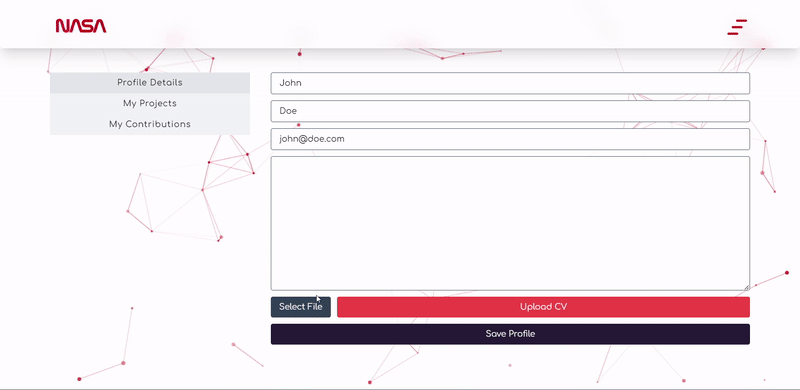 NASA
Profile Details
My Projects
My Contributions
John
Doe
john@doe.com
Select File
Upload CV
Save Profile